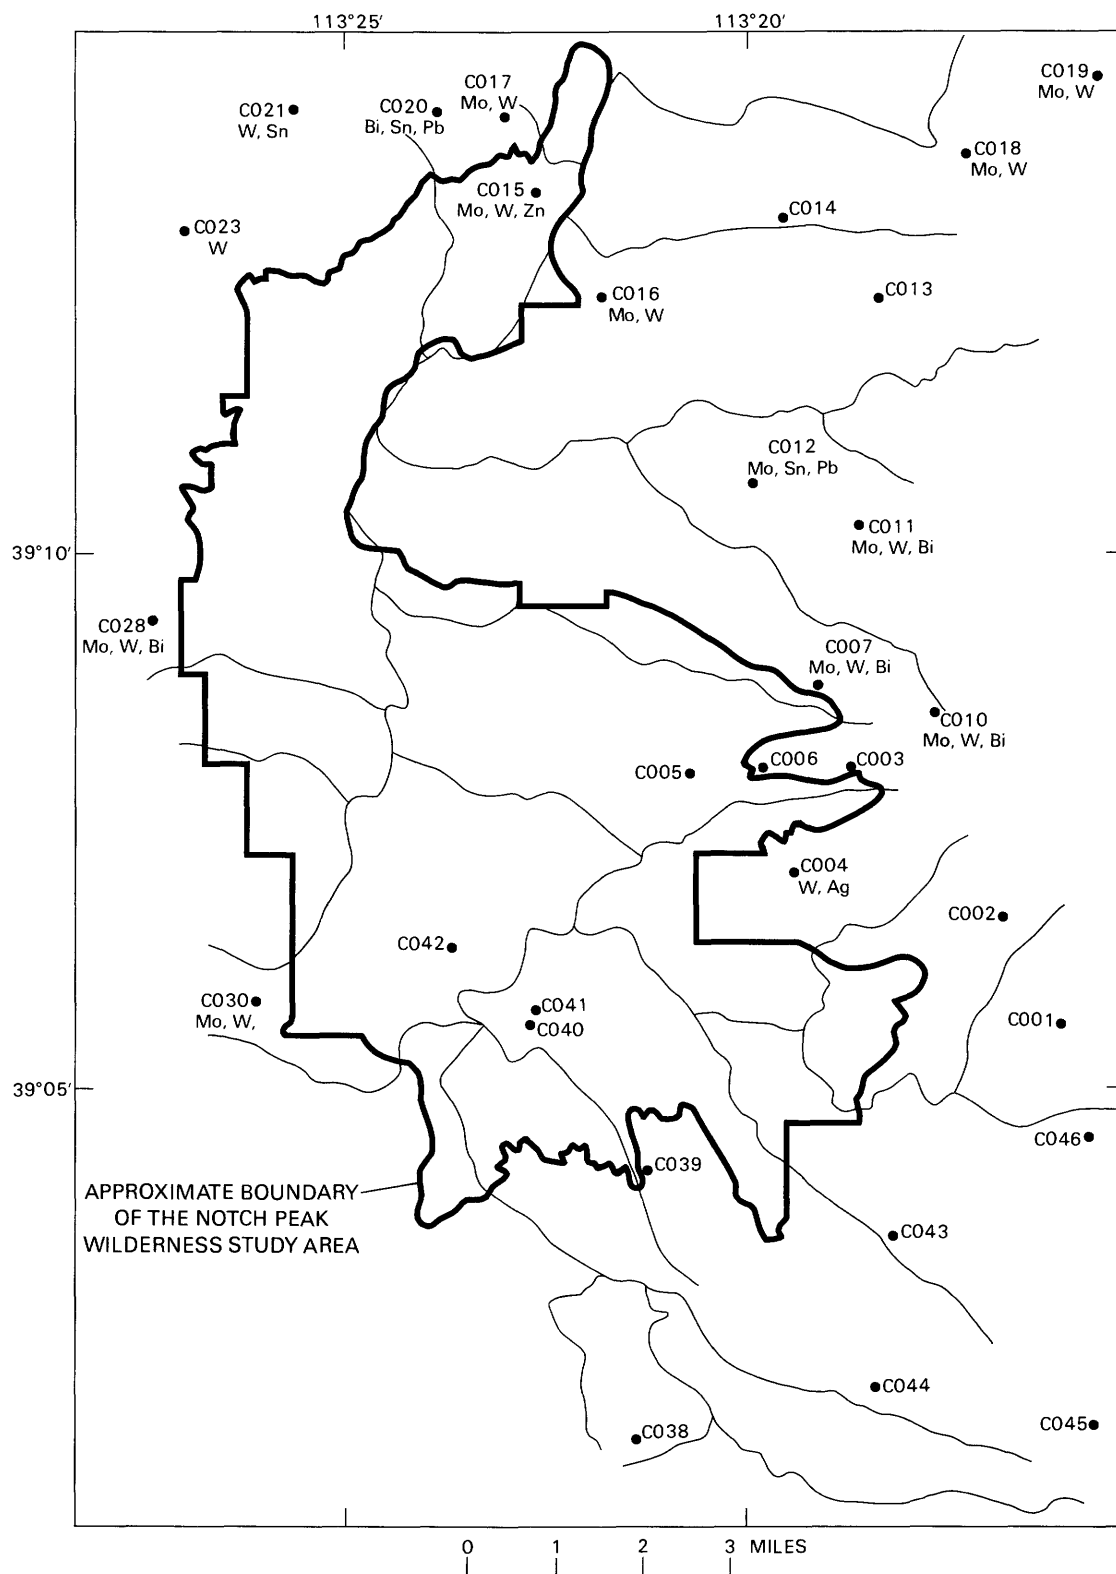 113°25'
113°20'
C017
Mo, W
C019
Mo, W
C021
W, Sn
C020
Bi, Sn, Pb
C018
Mo, W
C015
Mo, W, Zn
C014
C023
W
C016
Mo, W
C013
C012
Mo, Sn, Pb
C011
Mo, W, Bi
39°10'
C028
Mo, W, Bi
C007
Mo, W, Bi
C010
Mo, W, Bi
C005
C006
C003
C004
W, Ag
C002
C042
C030
Mo, W,
C041
C040
C001
39°05'
C046
C039
APPROXIMATE BOUNDARY
OF THE NOTCH PEAK
WILDERNESS STUDY AREA
C043
C044
C045
C038
0 1 2 3 MILES